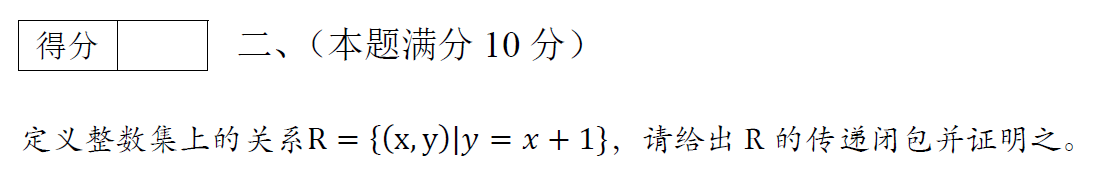 得分 二、（本题满分 10 分）
定义整数集上的关系R = {(x, y)|y = x + 1}，请给出 R 的传递闭包并证明之。